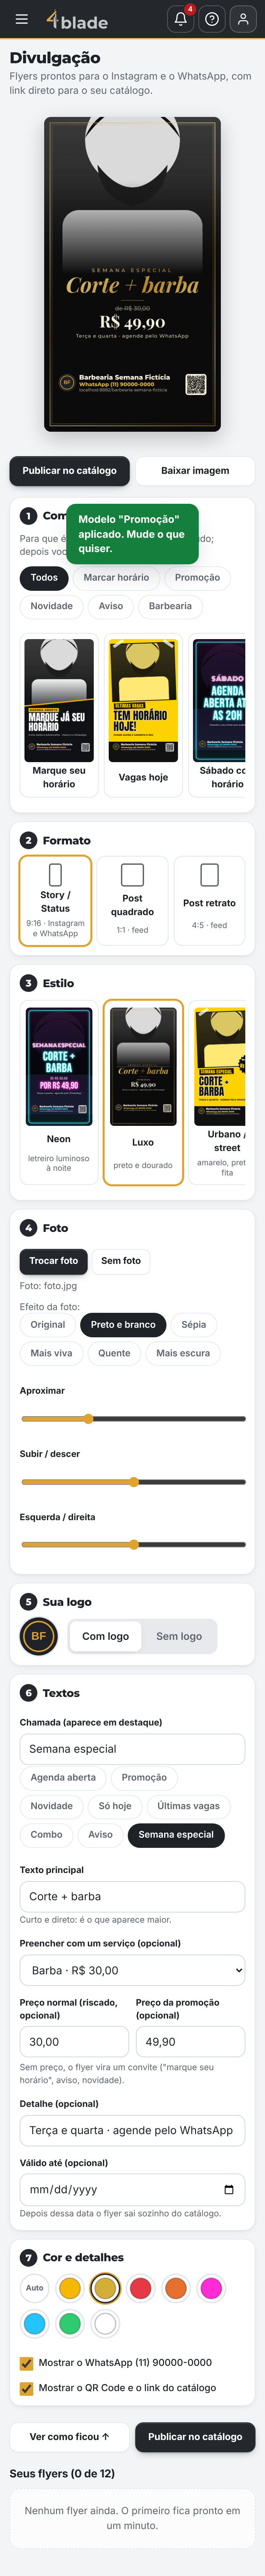 4blade
4
Divulgação
Flyers prontos para o Instagram e o WhatsApp, com
link direto para o seu catálogo.
SEMANA ESPECIAL
Corte + barba
de R$ 30,00
R$ 49,90
Terça e quarta · agende pelo WhatsApp
BF
Barbearia Semana Fictícia
WhatsApp (11) 90000-0000
localhost:8082/barbearia-semana-ficticia
Publicar no catálogo
Baixar imagem
1
Com
Modelo "Promoção"
aplicado. Mude o que
quiser.
Para que é
do;
depois voc
Todos
Marcar horário
Promoção
Novidade
Aviso
Barbearia
AGENDA ABERTA
MARQUE JÁ SEU
HORÁRIO
ÚLTIMAS VAGAS
TEM HORÁRIO
HOJE!
SÁBADO
AGENDA
ABERTA AT
ÀS 20H
Marque seu
horário
Vagas hoje
Sábado co
horário
2
Formato
Story /
Status
9:16 · Instagram
e WhatsApp
Post
quadrado
1:1 · feed
Post retrato
4:5 · feed
3
Estilo
SEMANA ESPECIAL
CORTE +
BARBA
POR R$ 49,90
Corte + barba
R$ 49,90
SEMANA ESPECIAL
CORTE +
BARBA
Neon
letreiro luminoso
à noite
Luxo
preto e dourado
Urbano /
street
amarelo, pret
fita
4
Foto
Trocar foto
Sem foto
Foto: foto.jpg
Efeito da foto:
Original
Preto e branco
Sépia
Mais viva
Quente
Mais escura
Aproximar
Subir / descer
Esquerda / direita
5
Sua logo
BF
Com logo
Sem logo
6
Textos
Chamada (aparece em destaque)
Semana especial
Agenda aberta
Promoção
Novidade
Só hoje
Últimas vagas
Combo
Aviso
Semana especial
Texto principal
Corte + barba
Curto e direto: é o que aparece maior.
Preencher com um serviço (opcional)
Barba · R$ 30,00
Preço normal (riscado,
opcional)
Preço da promoção
(opcional)
30,00
49,90
Sem preço, o flyer vira um convite ("marque seu
horário", aviso, novidade).
Detalhe (opcional)
Terça e quarta · agende pelo WhatsApp
Válido até (opcional)
mm/dd/yyyy
Depois dessa data o flyer sai sozinho do catálogo.
7
Cor e detalhes
Auto
Mostrar o WhatsApp (11) 90000-0000
Mostrar o QR Code e o link do catálogo
Ver como ficou ↑
Publicar no catálogo
Seus flyers (0 de 12)
Nenhum flyer ainda. O primeiro fica pronto em
um minuto.